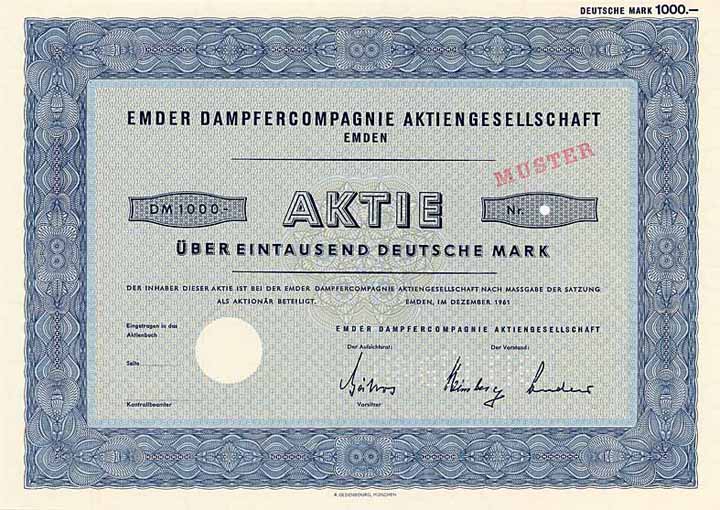 DEUTSCHE MARK 1000.—
EMDER DAMPFERCOMPAGNIE AKTIENGESELLSCHAFT
EMDEN
MUSTER
DM 1000.- AKTIE Nr.
ÜBER EINTAUSEND DEUTSCHE MARK
DER INHABER DIESER AKTIE IST BEI DER EMDER DAMPFERCOMPAGNIE AKTIENGESELLSCHAFT NACH MASSGABE DER SATZUNG
ALS AKTIONÄR BETEILIGT. EMDEN, IM DEZEMBER 1961
Eingetragen in das
Aktienbuch
EMDER DAMPFERCOMPAGNIE AKTIENGESELLSCHAFT
Der Aufsichtsrat: Der Vorstand:
Seite
Kontrollbeamter
Vorsitzer
R. OLDENBOURG, MÜNCHEN